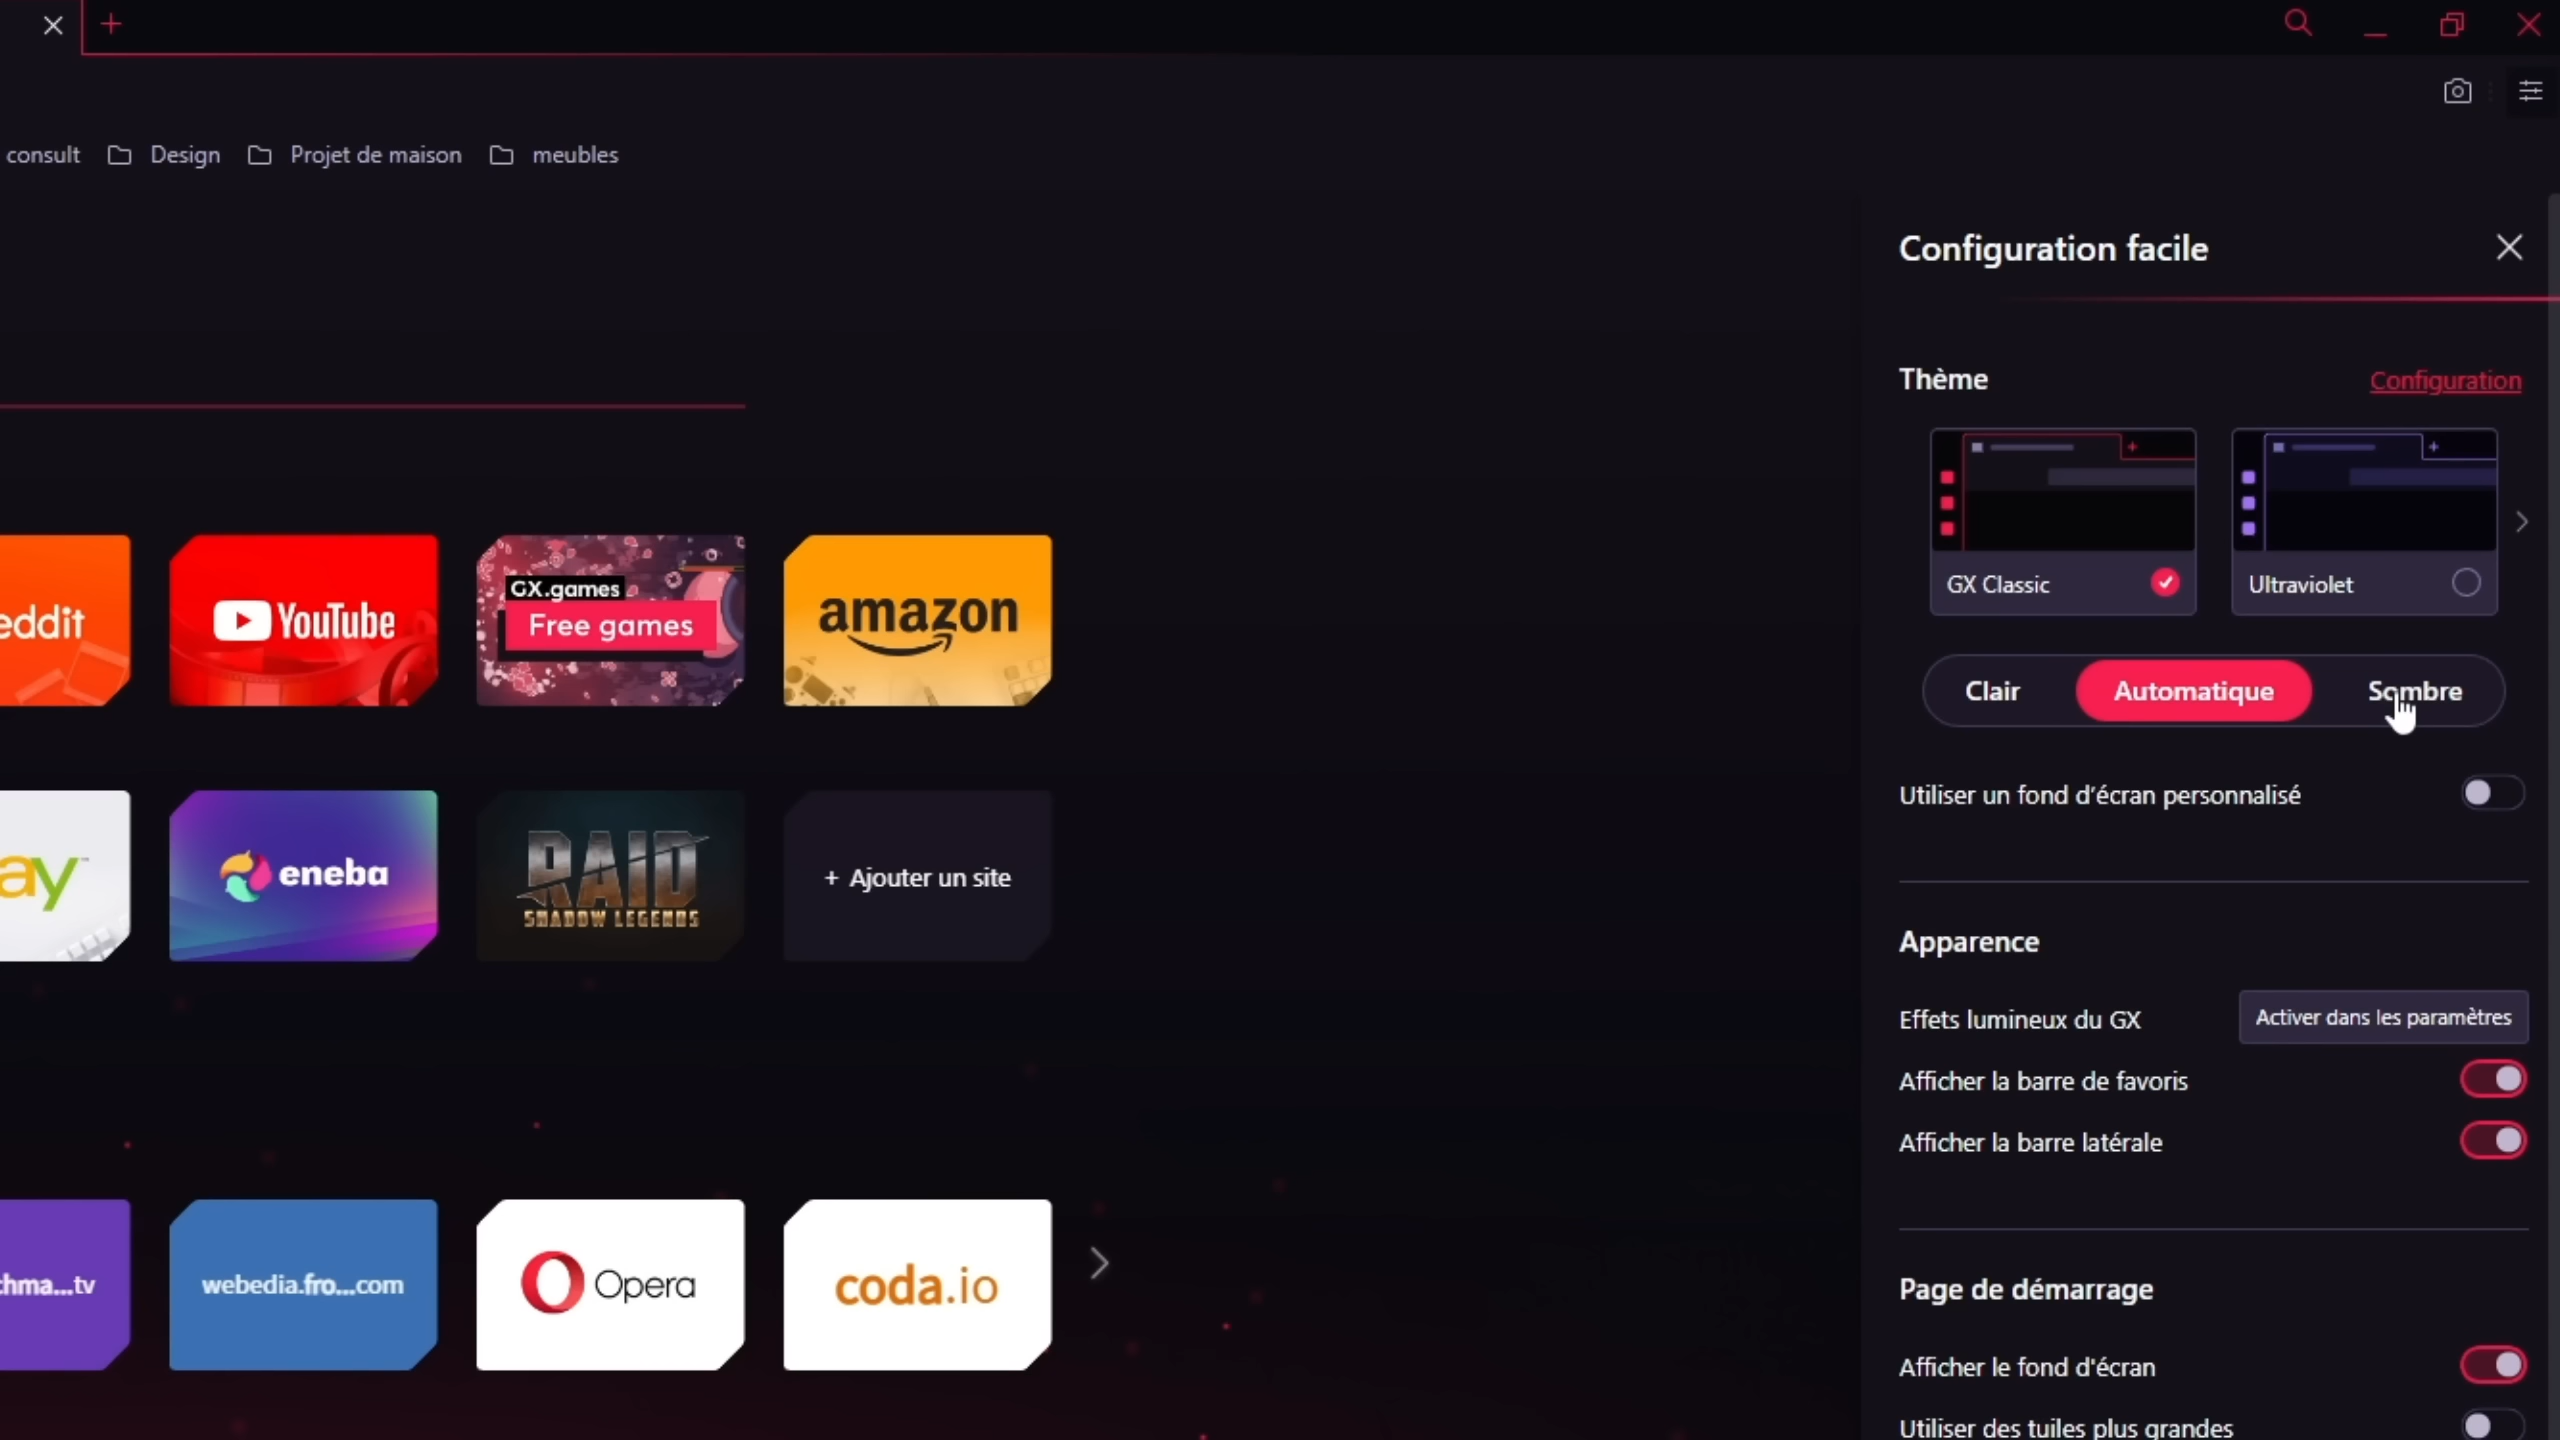 consult
Design
Projet de maison
meubles
Configuration facile
Thème
Configuration
GX Classic
Ultraviolet
Clair
Automatique
Sombre
Utiliser un fond d'écran personnalisé
Apparence
Effets lumineux du GX
Activer dans les paramètres
Afficher la barre de favoris
Afficher la barre latérale
Page de démarrage
Afficher le fond d'écran
Utiliser des tuiles plus grandes
eddit
YouTube
GX.games
Free games
amazon
ay™
eneba
RAID
SHADOW LEGENDS
+ Ajouter un site
hma...tv
webedia.fro...com
Opera
coda.io